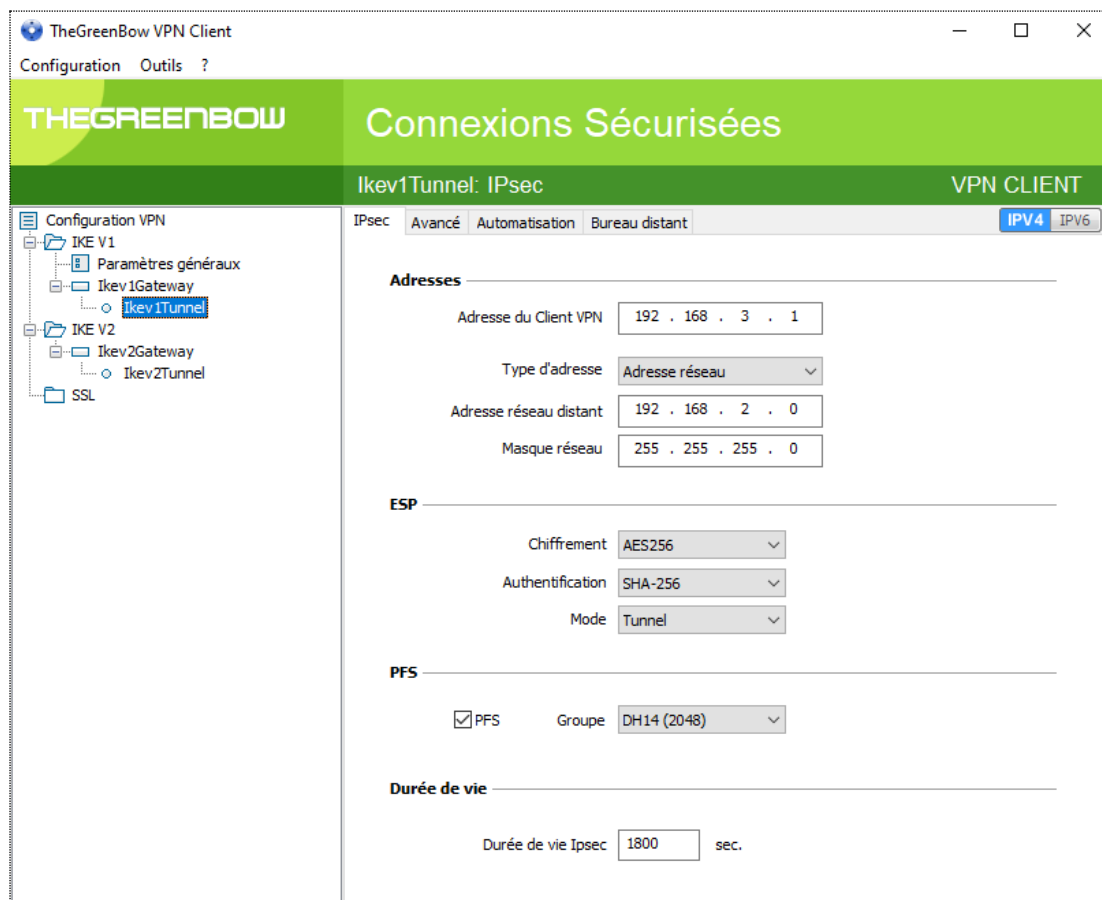 TheGreenBow VPN Client
Configuration Outils ?
THEGREENBOW
Connexions Sécurisées
Ikev1Tunnel: IPsec
VPN CLIENT
Configuration VPN
IKE V1
Paramètres généraux
Ikev1Gateway
Ikev1Tunnel
IKE V2
Ikev2Gateway
Ikev2Tunnel
SSL
IPsec Avancé Automatisation Bureau distant IPV4 IPV6
Adresses
Adresse du Client VPN 192 . 168 . 3 . 1
Type d'adresse Adresse réseau
Adresse réseau distant 192 . 168 . 2 . 0
Masque réseau 255 . 255 . 255 . 0
ESP
Chiffrement AES256
Authentification SHA-256
Mode Tunnel
PFS
PFS Groupe DH14 (2048)
Durée de vie
Durée de vie Ipsec 1800 sec.